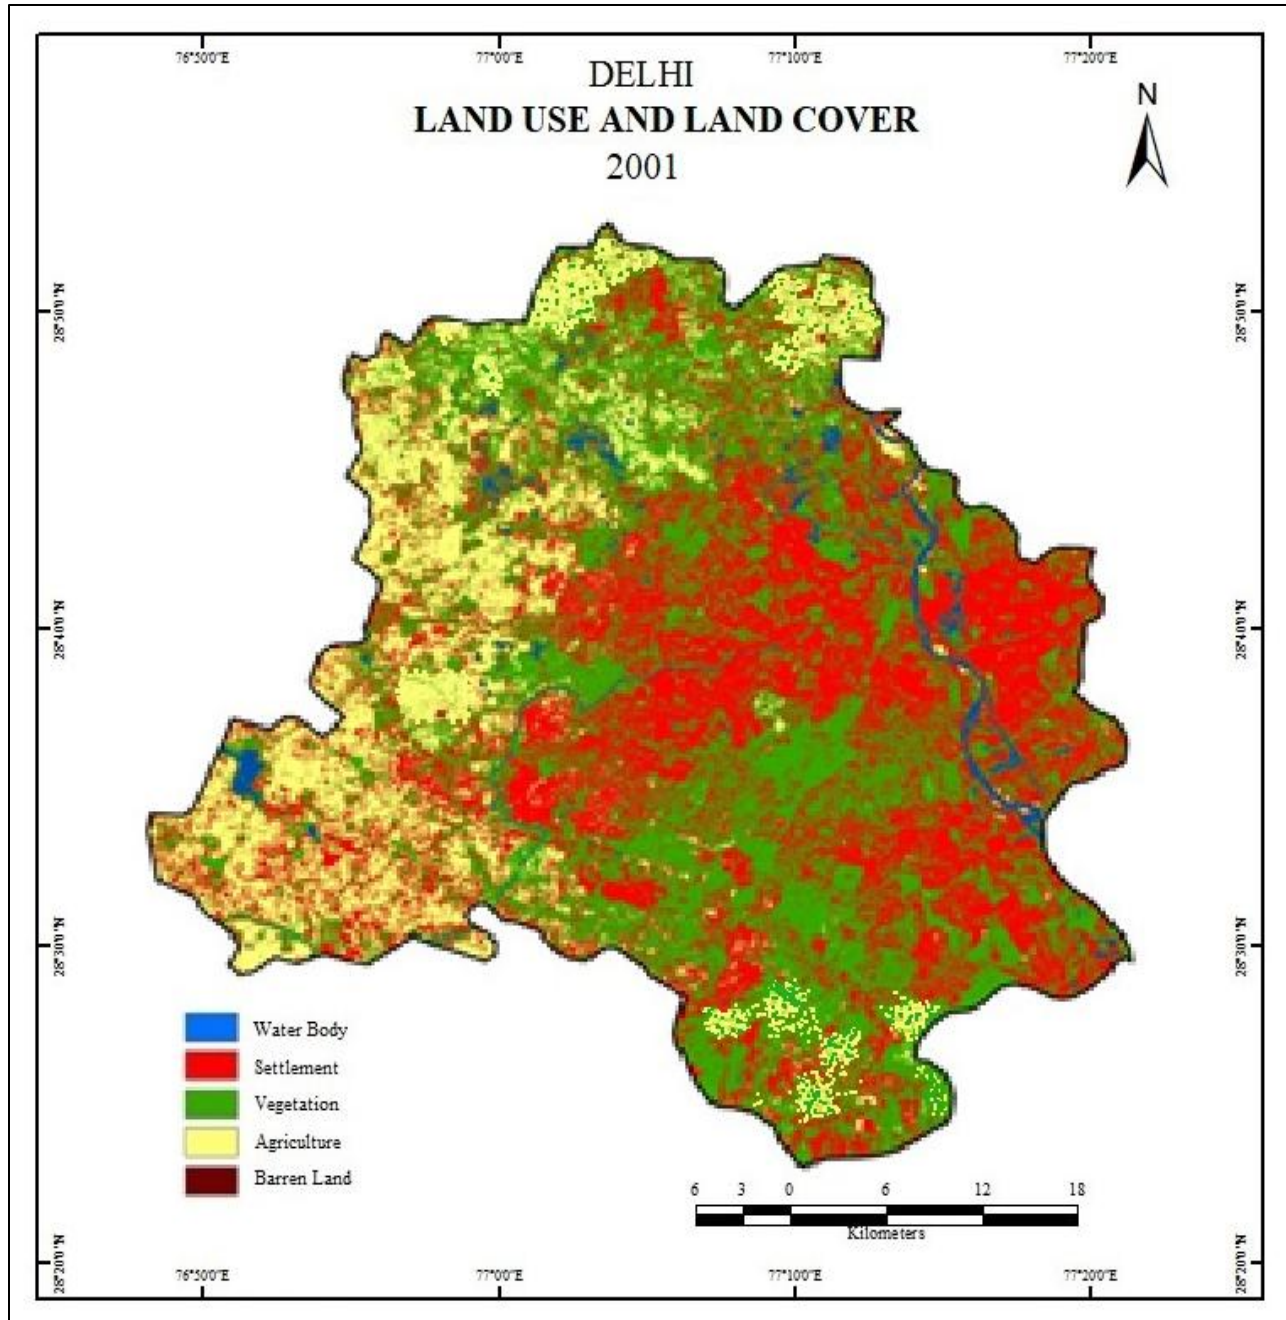 76°50'0"E 77°0'0"E 77°10'0"E 77°20'0"E
DELHI
LAND USE AND LAND COVER
2001
N
28°50'0"N 28°50'0"N
28°40'0"N 28°40'0"N
28°30'0"N 28°30'0"N
Water Body
Settlement
Vegetation
Agriculture
Barren Land
6 3 0 6 12 18
Kilometers
28°20'0"N 28°20'0"N
76°50'0"E 77°0'0"E 77°10'0"E 77°20'0"E